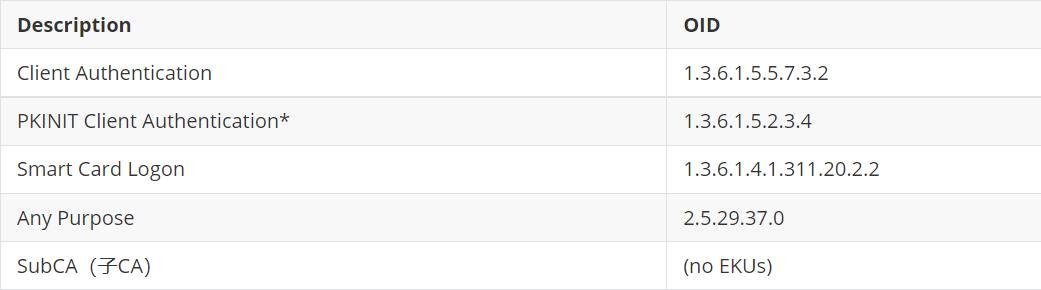 Description OID
Client Authentication 1.3.6.1.5.5.7.3.2
PKINIT Client Authentication* 1.3.6.1.5.2.3.4
Smart Card Logon 1.3.6.1.4.1.311.20.2.2
Any Purpose 2.5.29.37.0
SubCA（子CA） (no EKUs)